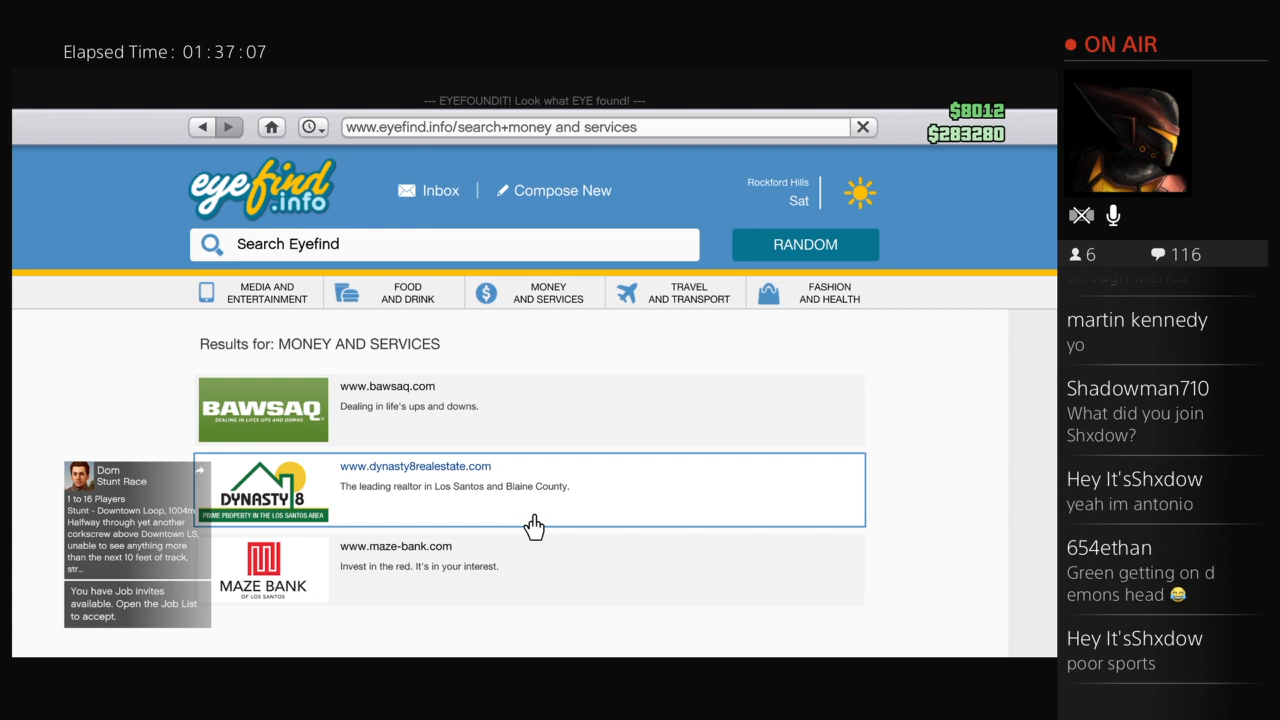 Elapsed Time: 01:37:07
ON AIR
--- EYEFOUNDIT! Look what EYE found! ---
www.eyefind.info/search+money and services
$8012
$283280
eyefind.info
Inbox
Compose New
Rockford Hills
Sat
Search Eyefind
RANDOM
MEDIA AND
ENTERTAINMENT
FOOD
AND DRINK
MONEY
AND SERVICES
TRAVEL
AND TRANSPORT
FASHION
AND HEALTH
Results for: MONEY AND SERVICES
BAWSAQ
DEALING IN LIFES UPS AND DOWNS
www.bawsaq.com
Dealing in life's ups and downs.
DYNASTY 8
PRIME PROPERTY IN THE LOS SANTOS AREA
www.dynasty8realestate.com
The leading realtor in Los Santos and Blaine County.
MAZE BANK
OF LOS SANTOS
www.maze-bank.com
Invest in the red. It's in your interest.
Dom
Stunt Race
1 to 16 Players
Stunt - Downtown Loop, 1004m
Halfway through yet another
corkscrew above Downtown LS,
unable to see anything more
than the next 10 feet of track,
str...
You have Job invites
available. Open the Job List
to accept.
6
116
through friends
martin kennedy
yo
Shadowman710
What did you join
Shxdow?
Hey It'sShxdow
yeah im antonio
654ethan
Green getting on d
emons head 😂
Hey It'sShxdow
poor sports